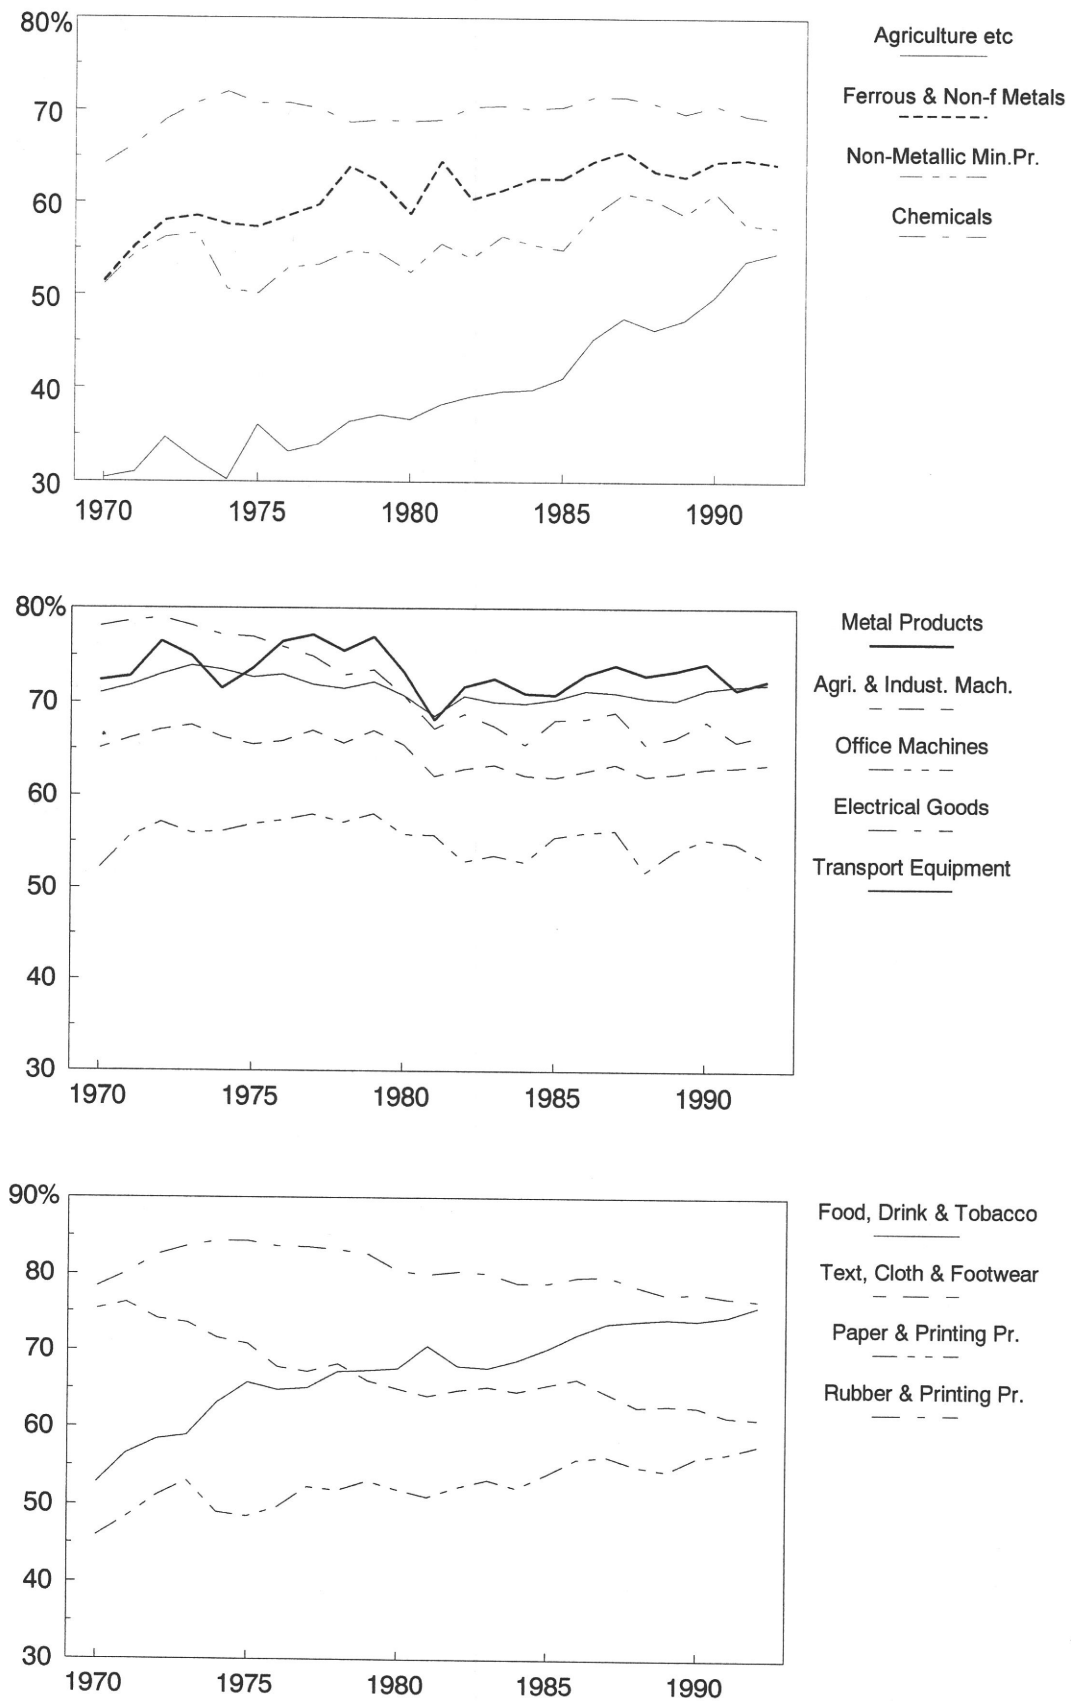 80%
70
60
50
40
30
1970 1975 1980 1985 1990
Agriculture etc
Ferrous & Non-f Metals
Non-Metallic Min.Pr.
Chemicals
80%
70
60
50
40
30
1970 1975 1980 1985 1990
Metal Products
Agri. & Indust. Mach.
Office Machines
Electrical Goods
Transport Equipment
90%
80
70
60
50
40
30
1970 1975 1980 1985 1990
Food, Drink & Tobacco
Text, Cloth & Footwear
Paper & Printing Pr.
Rubber & Printing Pr.